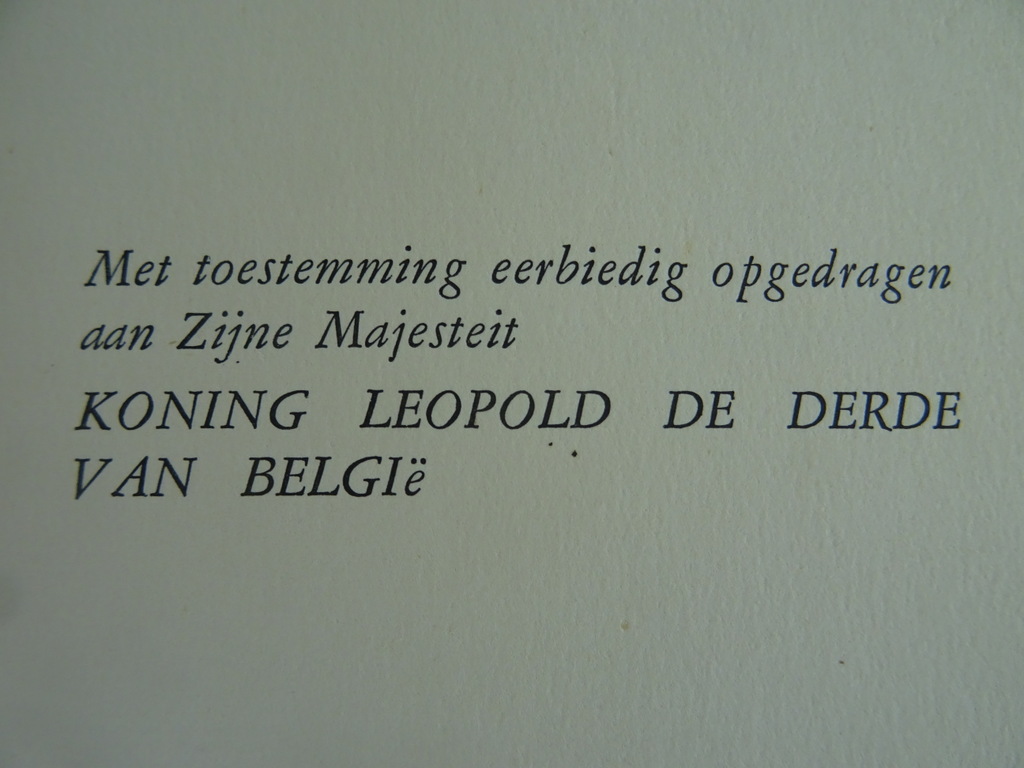 Met toestemming eerbiedig opgedragen
aan Zijne Majesteit
KONING LEOPOLD DE DERDE
VAN BELGIë